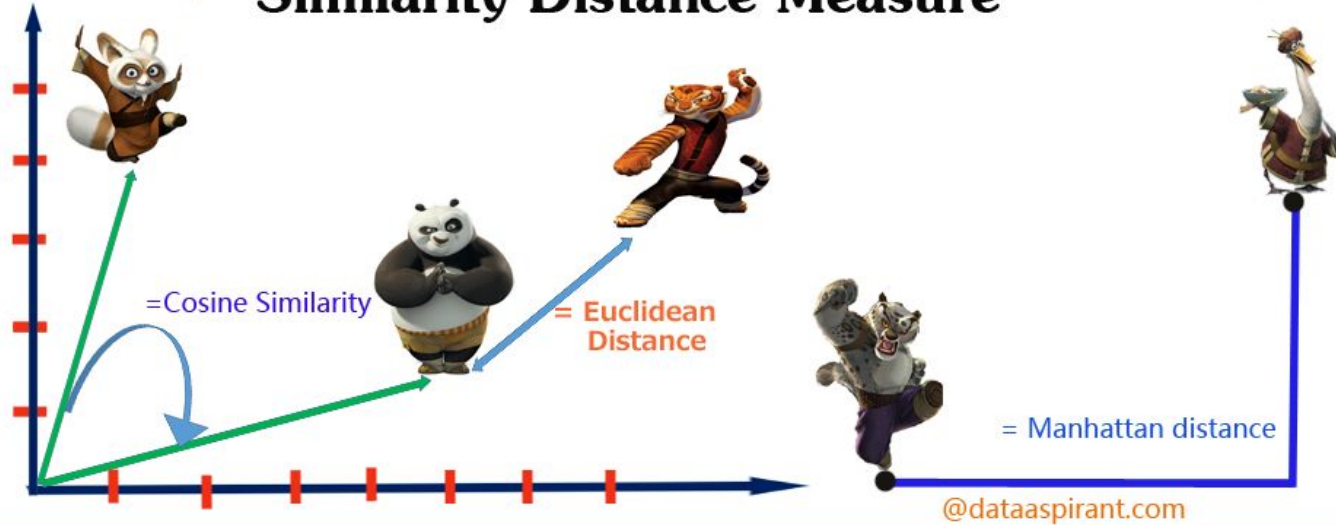 Similarity Distance Measure
=Cosine Similarity
= Euclidean
Distance
= Manhattan distance
@dataaspirant.com